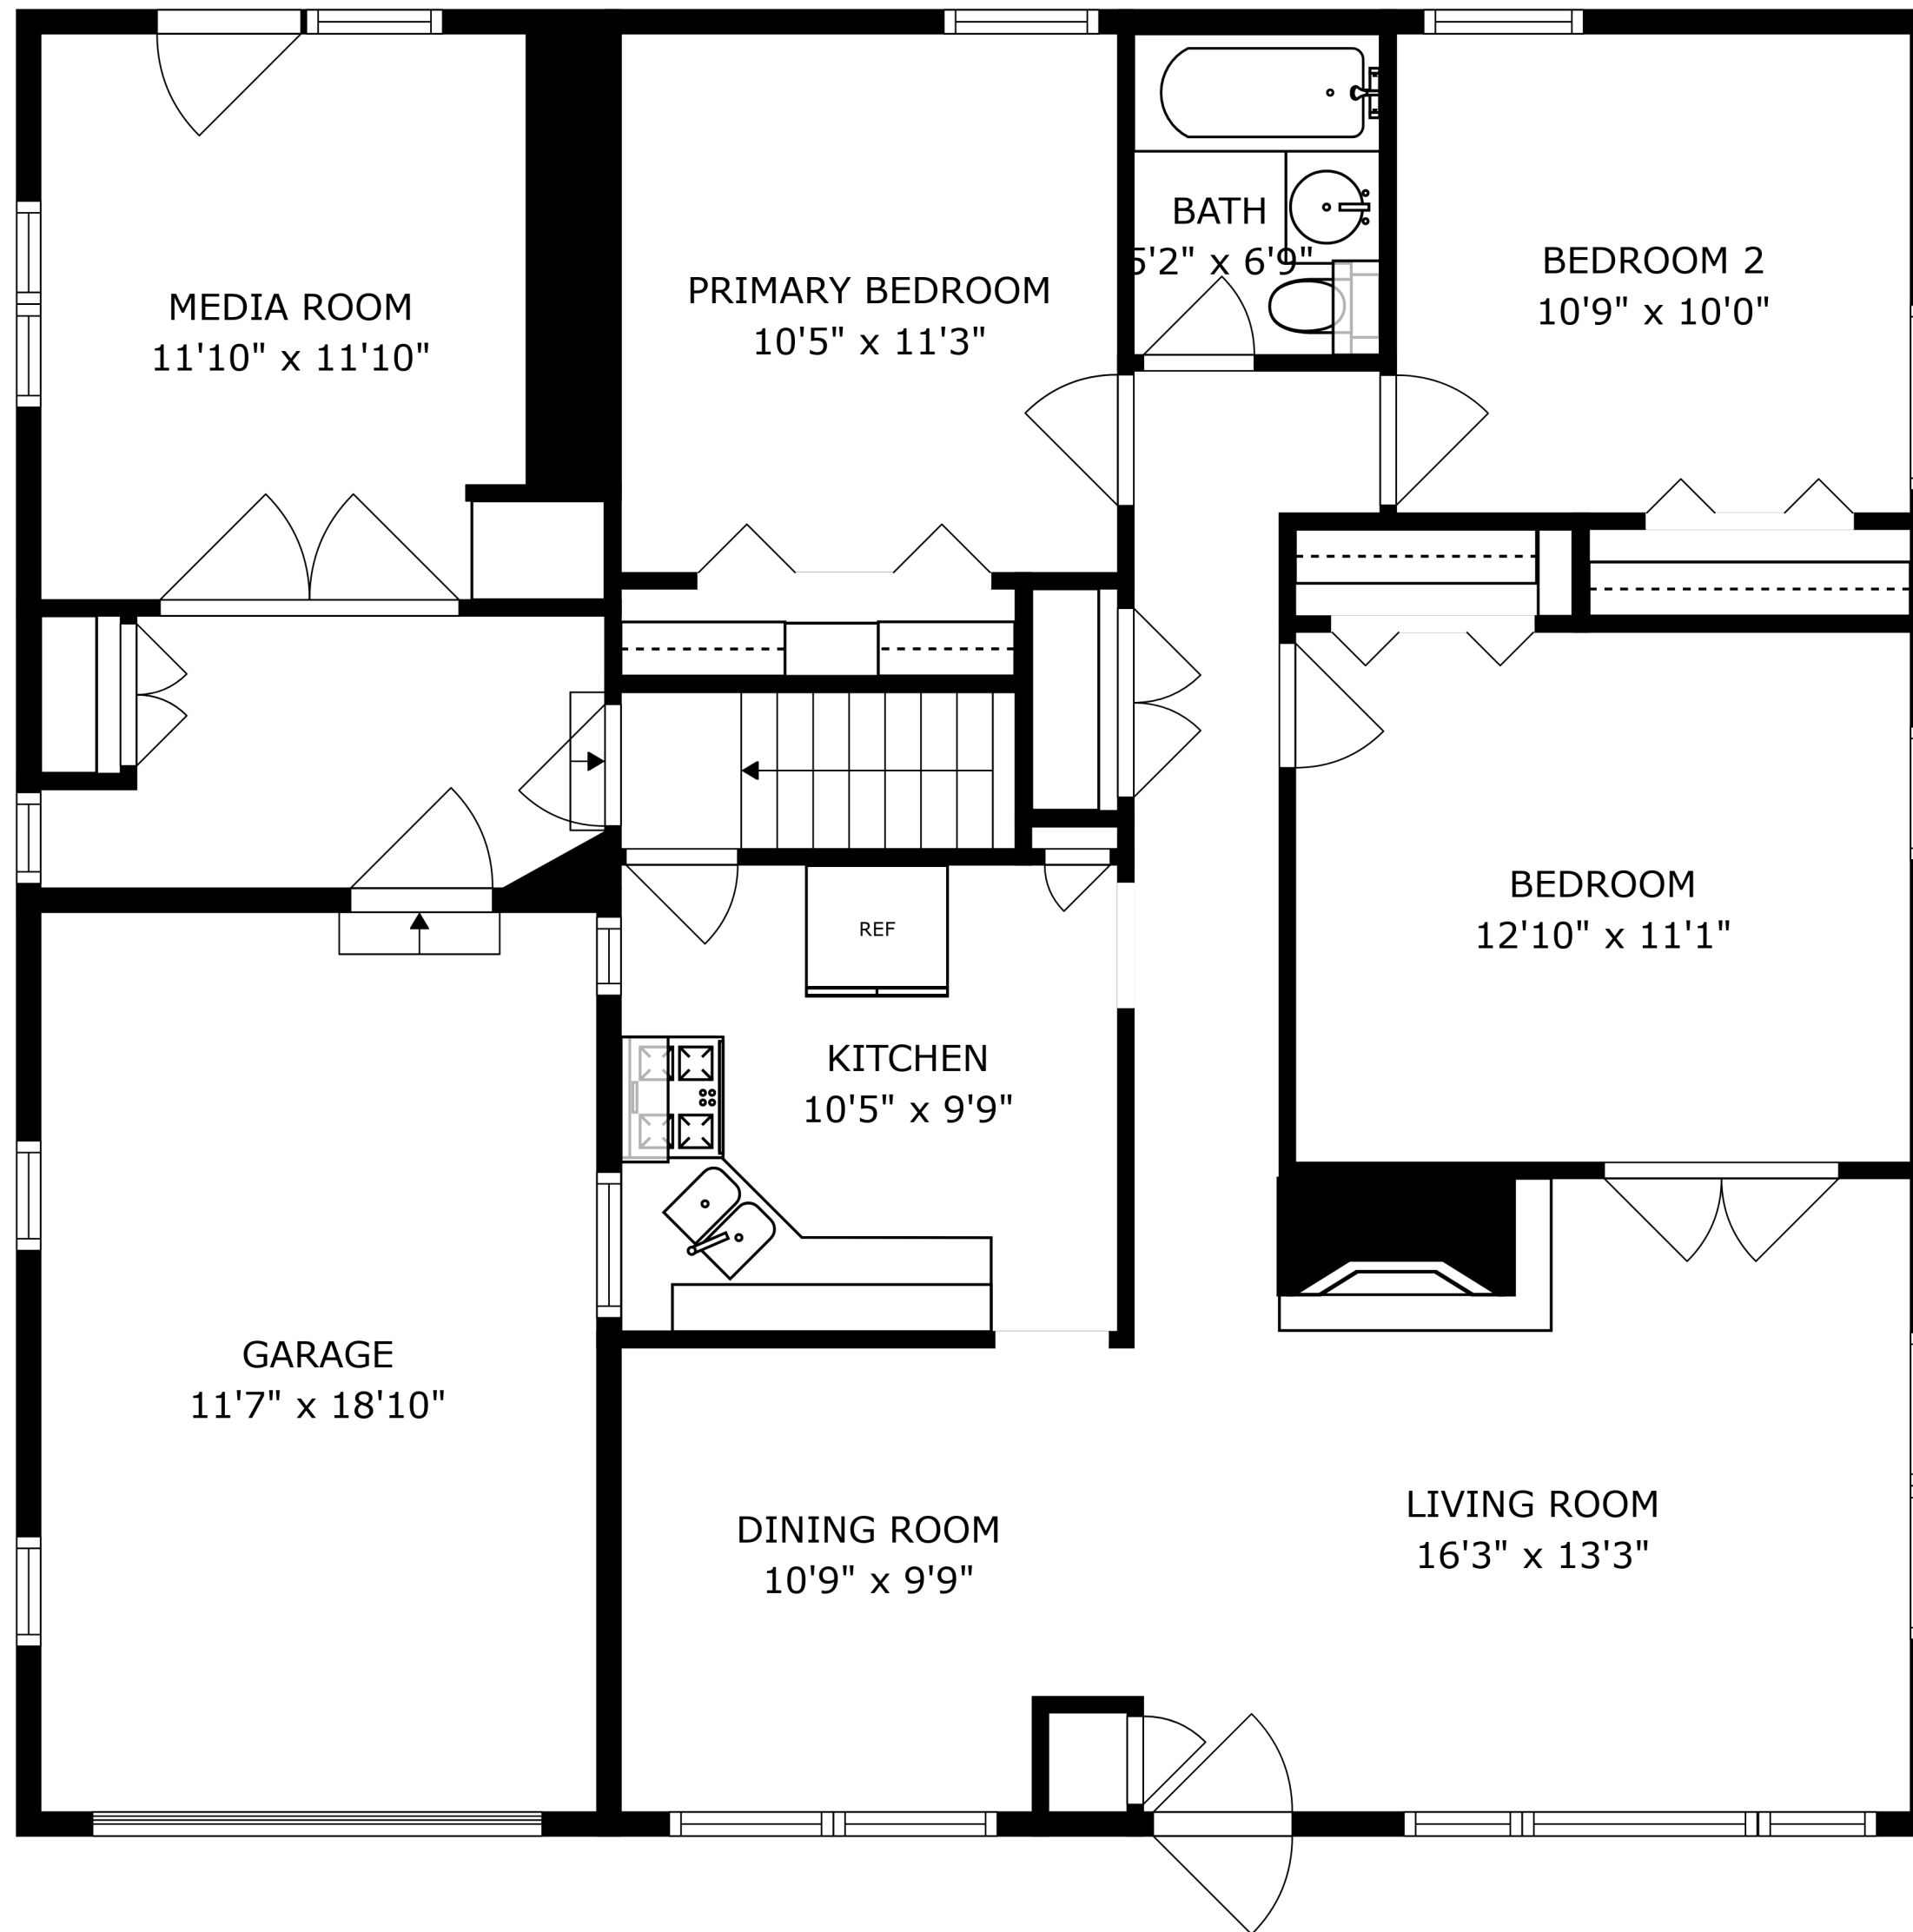 BATH
5'2" x 6'9"
BEDROOM 2
10'9" x 10'0"
PRIMARY BEDROOM
10'5" x 11'3"
MEDIA ROOM
11'10" x 11'10"
BEDROOM
12'10" x 11'1"
REF
KITCHEN
10'5" x 9'9"
GARAGE
11'7" x 18'10"
LIVING ROOM
16'3" x 13'3"
DINING ROOM
10'9" x 9'9"